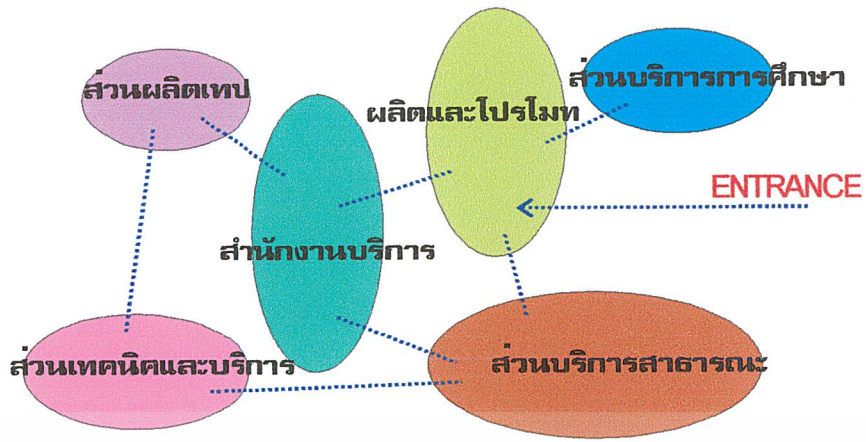 ส่วนผลิตเทป
ส่วนบริการการศึกษา
ผลิตและโปรโมท
ENTRANCE
สำนักงานบริการ
ส่วนเทคนิคและบริการ
ส่วนบริการสาธารณะ